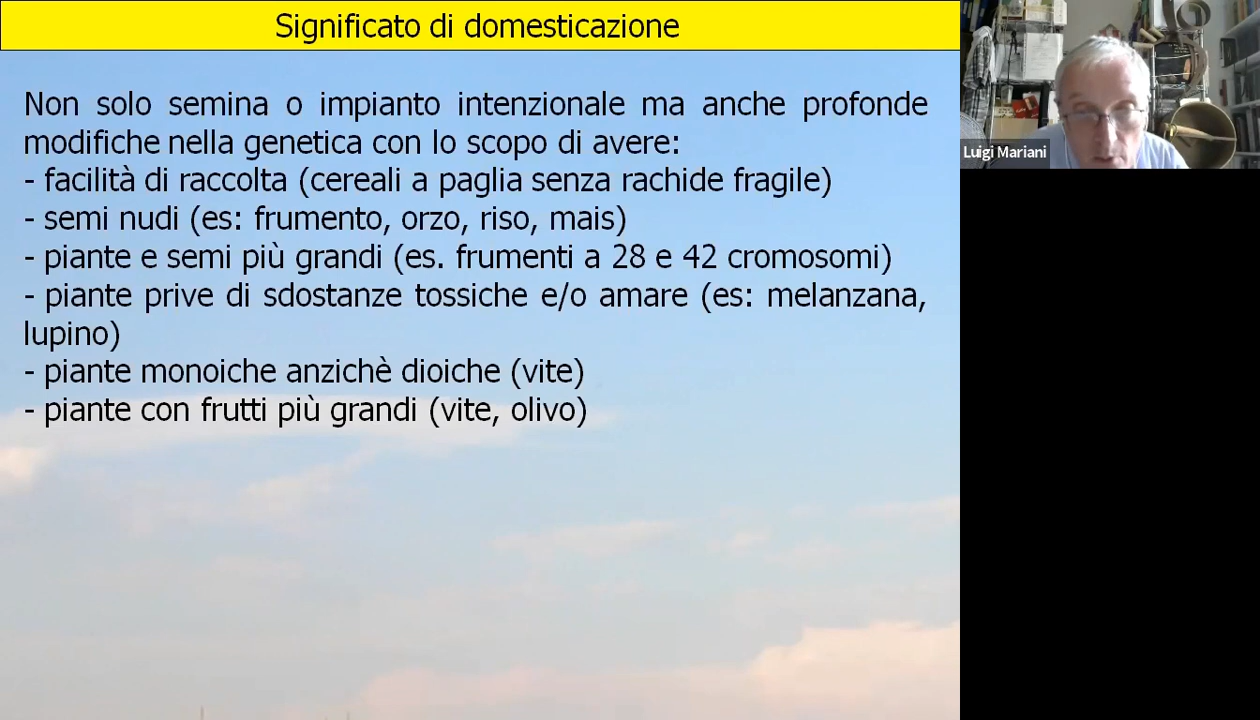 Significato di domesticazione
Luigi Mariani
Non solo semina o impianto intenzionale ma anche profonde
modifiche nella genetica con lo scopo di avere:
- facilità di raccolta (cereali a paglia senza rachide fragile)
- semi nudi (es: frumento, orzo, riso, mais)
- piante e semi più grandi (es. frumenti a 28 e 42 cromosomi)
- piante prive di sdostanze tossiche e/o amare (es: melanzana,
lupino)
- piante monoiche anzichè dioiche (vite)
- piante con frutti più grandi (vite, olivo)